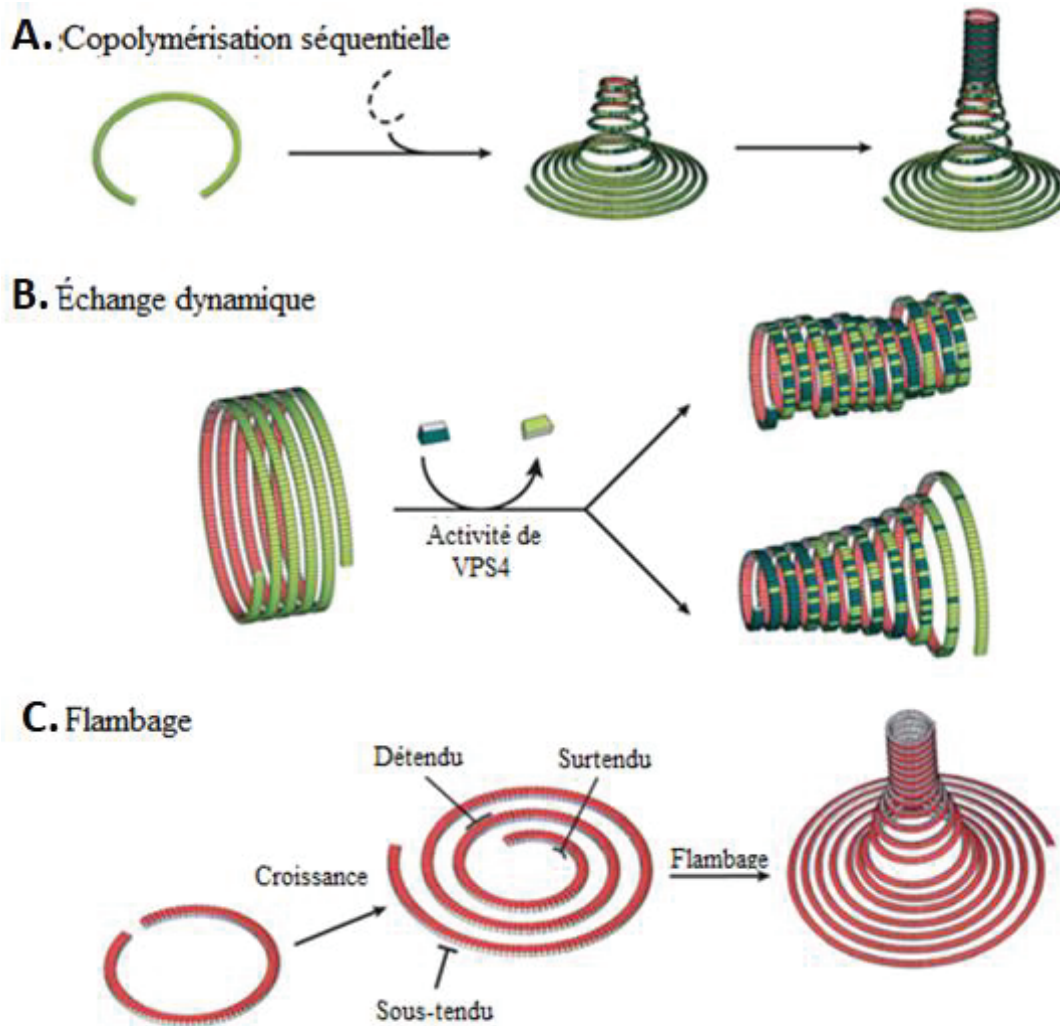 A. Copolymérisation séquentielle
B. Échange dynamique
Activité de
VPS4
C. Flambage
Détendu
Surtendu
Croissance
Flambage
Sous-tendu